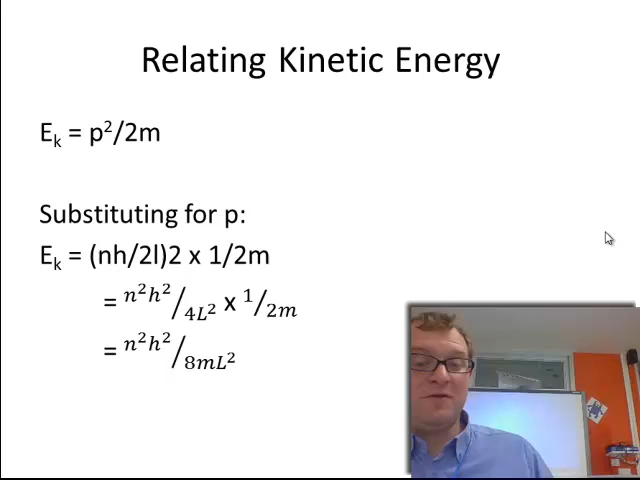 Relating Kinetic Energy
Eₖ = p²/2m
Substituting for p:
Eₖ = (nh/2l)2 x 1/2m
= n²h²/4L² x 1/2m
= n²h²/8mL²